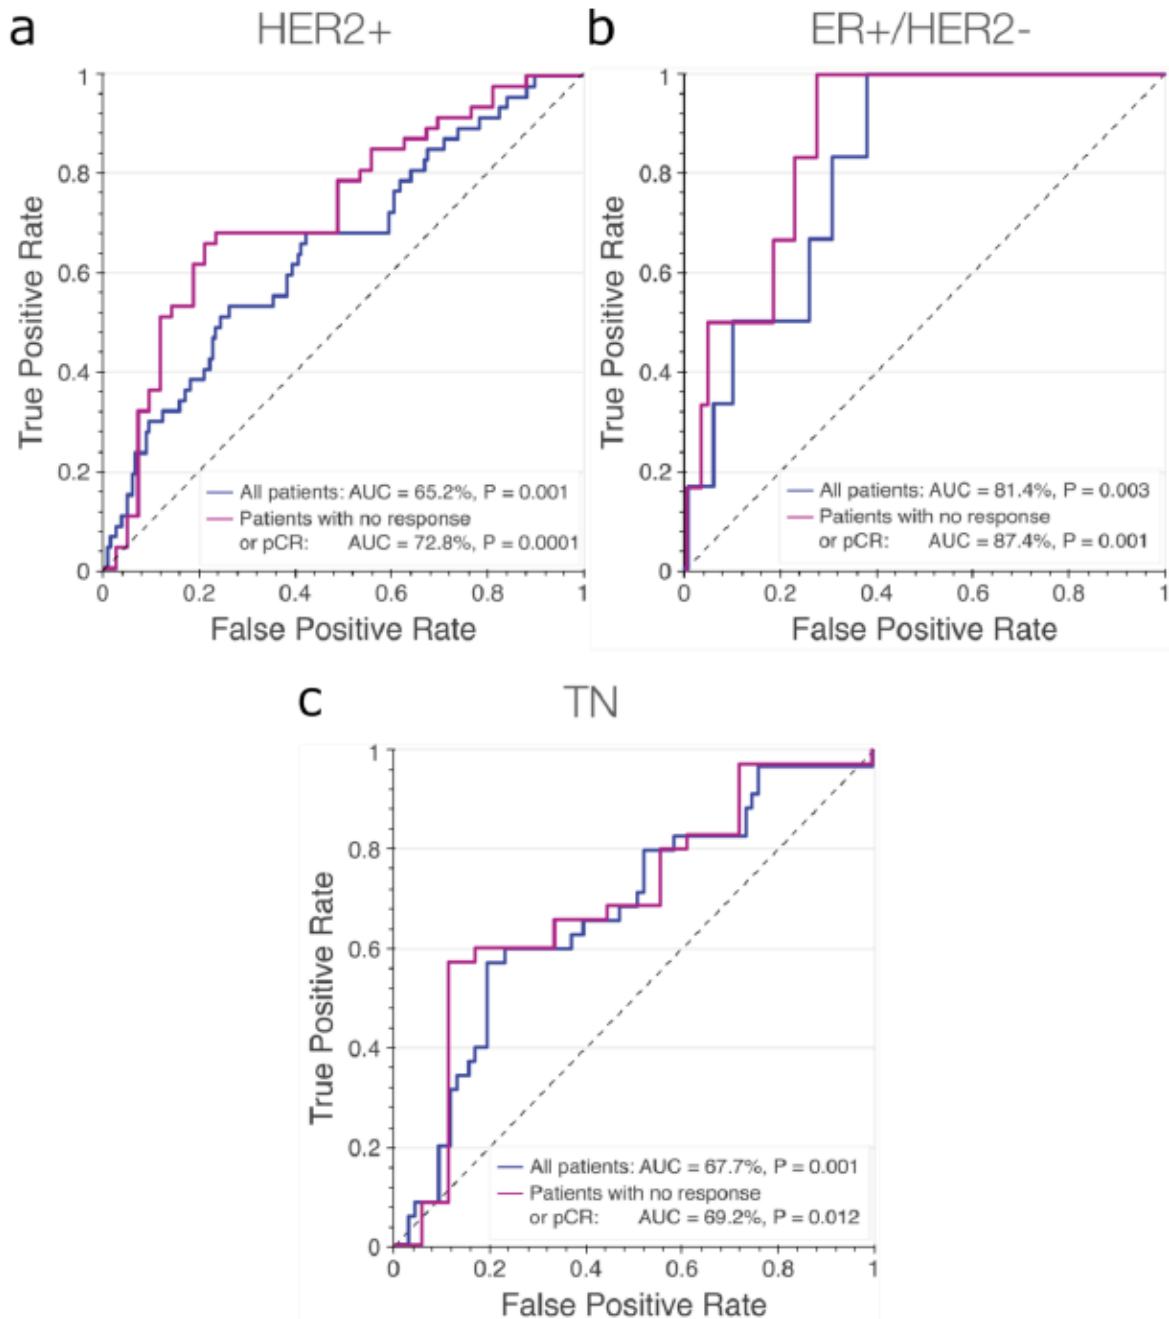 a
HER2+
1
0.8
0.6
0.4
0.2
0
True Positive Rate
All patients: AUC = 65.2%, P = 0.001
Patients with no response
or pCR: AUC = 72.8%, P = 0.0001
0 0.2 0.4 0.6 0.8 1
False Positive Rate
b
ER+/HER2-
1
0.8
0.6
0.4
0.2
0
True Positive Rate
All patients: AUC = 81.4%, P = 0.003
Patients with no response
or pCR: AUC = 87.4%, P = 0.001
0 0.2 0.4 0.6 0.8 1
False Positive Rate
c
TN
1
0.8
0.6
0.4
0.2
0
True Positive Rate
All patients: AUC = 67.7%, P = 0.001
Patients with no response
or pCR: AUC = 69.2%, P = 0.012
0 0.2 0.4 0.6 0.8 1
False Positive Rate